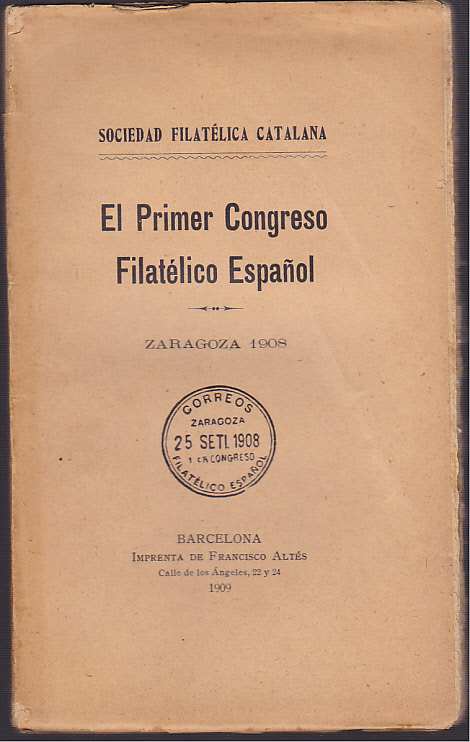 SOCIEDAD FILATÉLICA CATALANA
El Primer Congreso
Filatélico Español
ZARAGOZA 1908
CORREOS
ZARAGOZA
25 SETI. 1908
1 ER CONGRESO
FILATÉLICO ESPAÑOL
BARCELONA
IMPRENTA DE FRANCISCO ALTÉS
Calle de los Ángeles, 22 y 24
1909